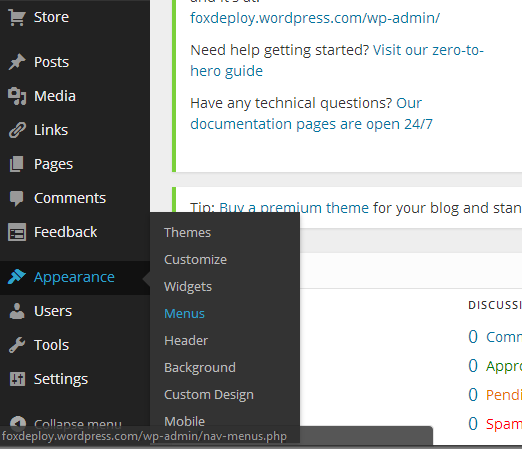 Store
Posts
Media
Links
Pages
Comments
Feedback
Appearance
Users
Tools
Settings
Collapse menu
Themes
Customize
Widgets
Menus
Header
Background
Custom Design
Mobile
foxdeploy.wordpress.com/wp-admin/
Need help getting started? Visit our zero-to-
hero guide
Have any technical questions? Our
documentation pages are open 24/7
Tip: Buy a premium theme for your blog and stan
DISCUSSI
0 Comm
0 Appro
0 Pendi
0 Spam
foxdeploy.wordpress.com/wp-admin/nav-menus.php